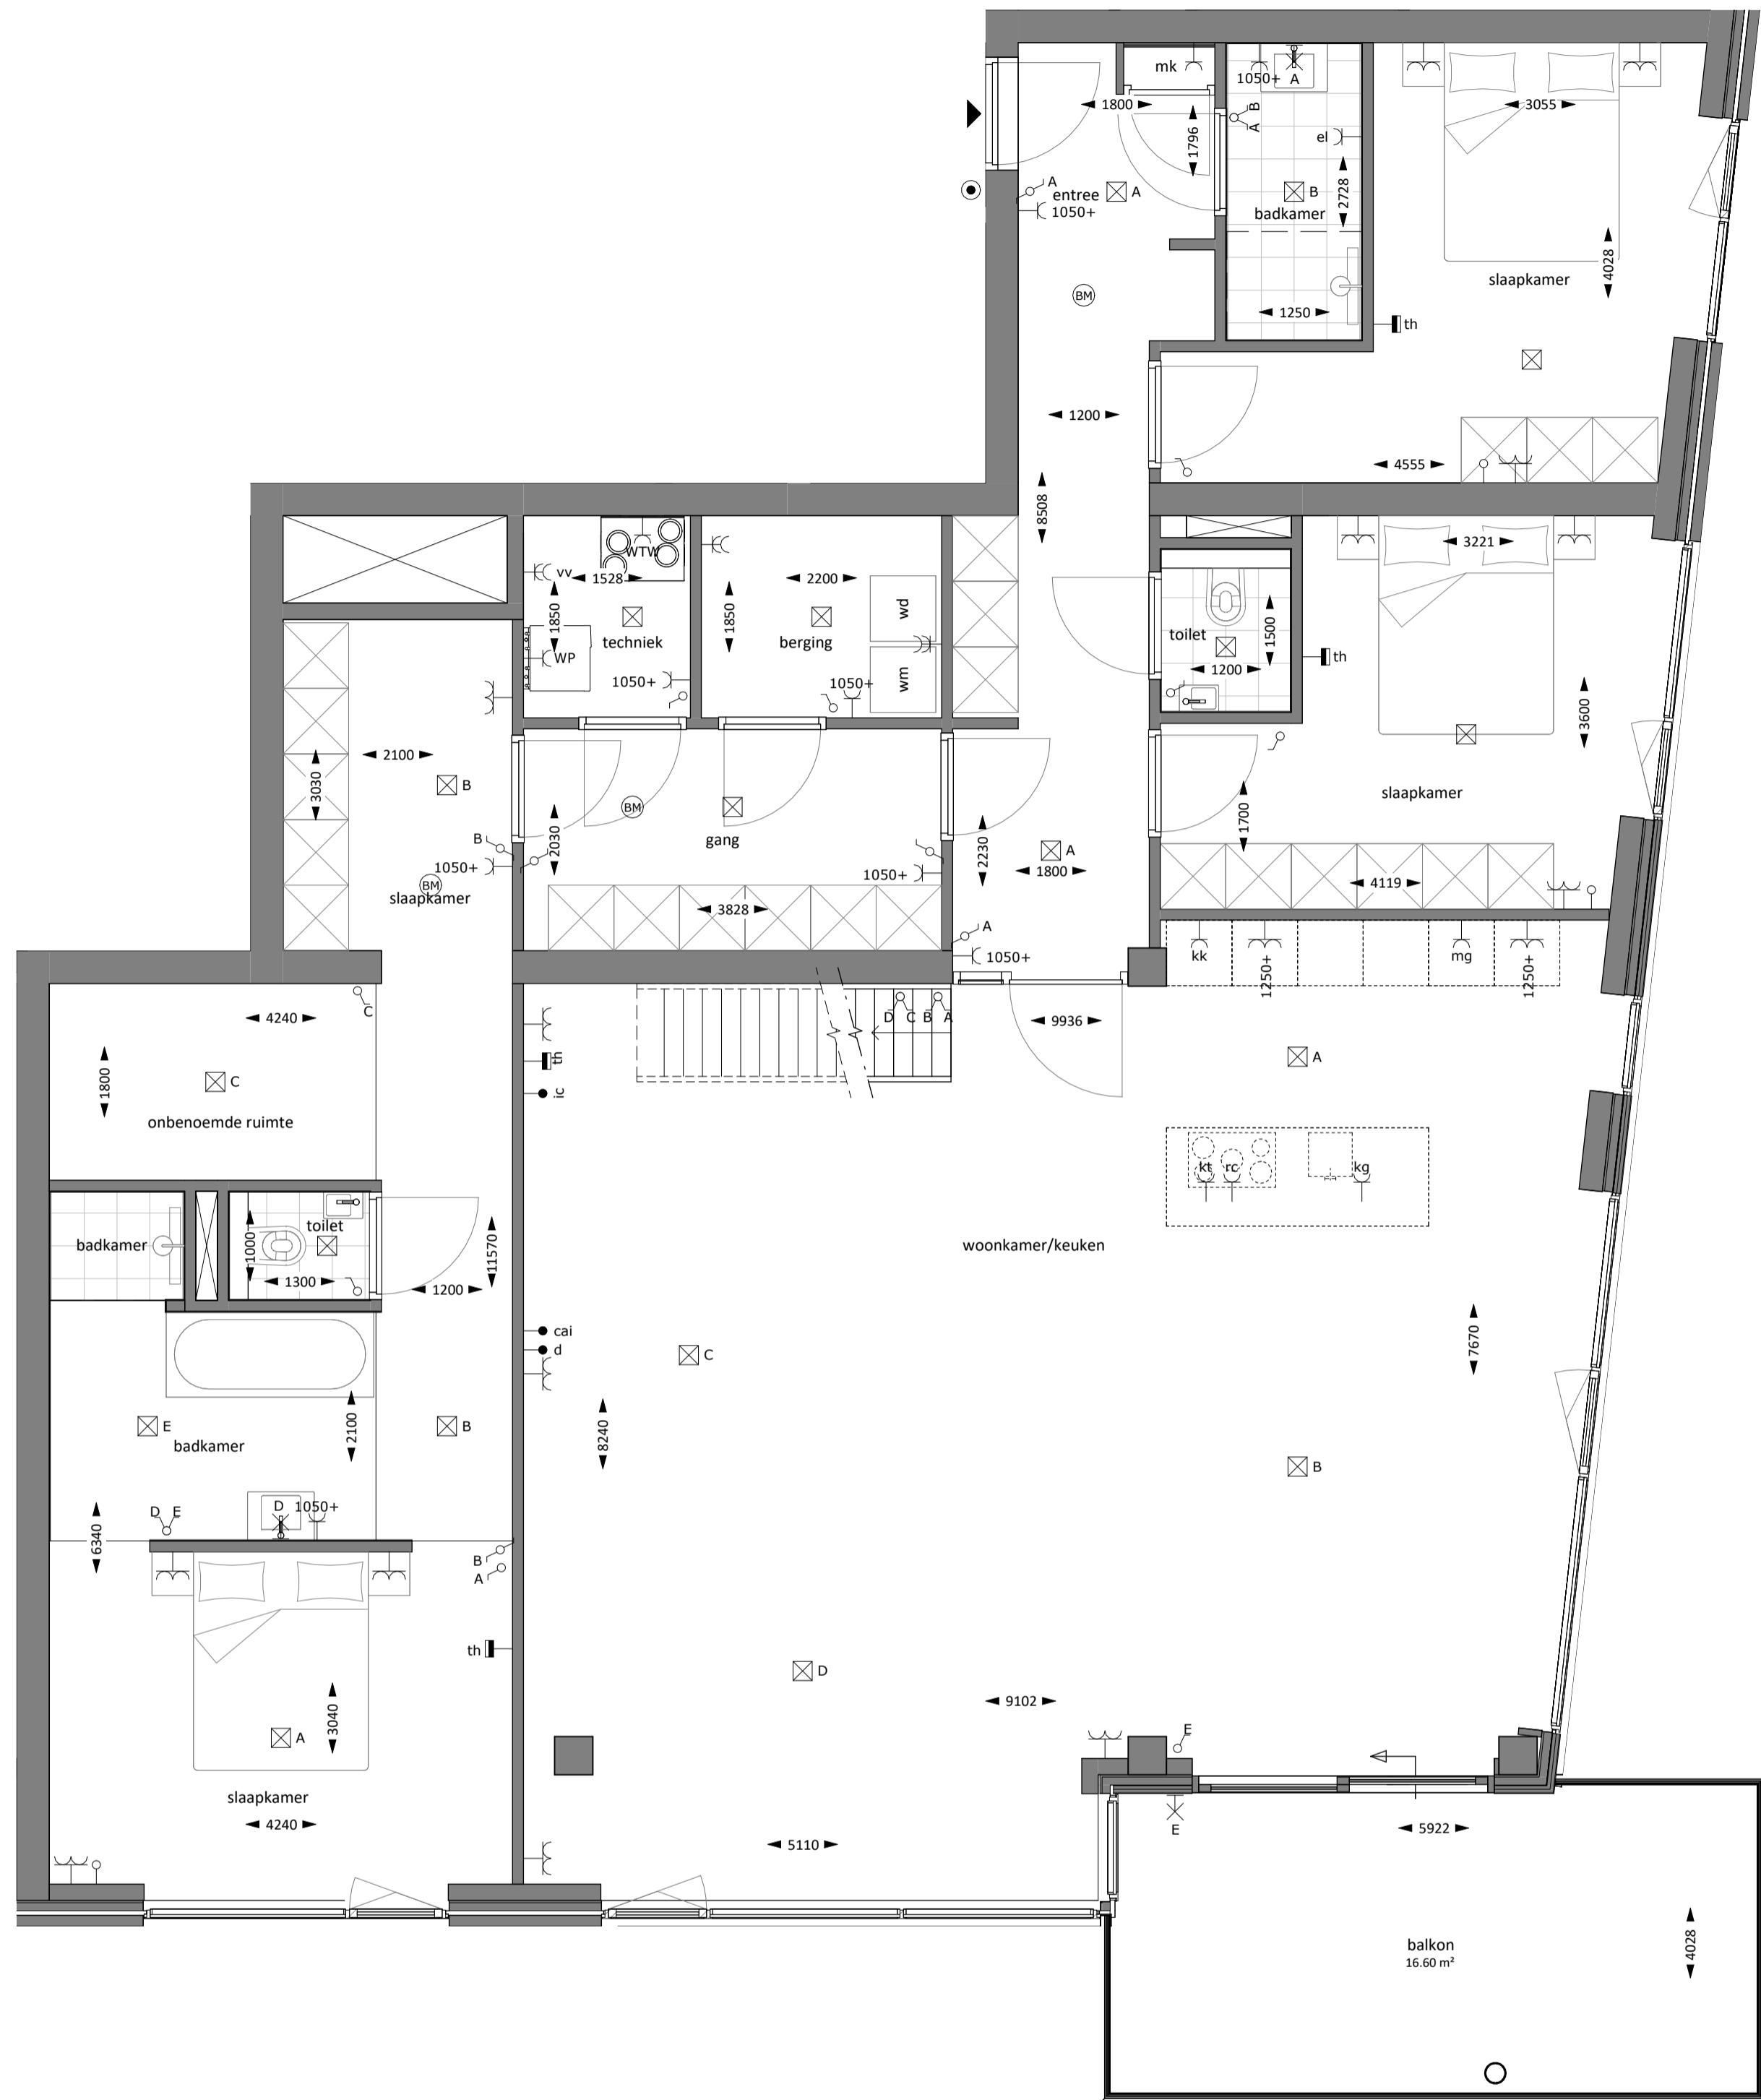 mk
1050+ A
1800
3055
B
A
1796
el
A
entree
A
1050+
2728
B
badkamer
4028
slaapkamer
BM
1250
th
1200
4555
8508
WTW
vv
1528
2200
3221
1850
1850
wd
techniek
berging
toilet
1500
th
WP
1200
1050+
1050+
wm
3600
2100
3030
B
BM
slaapkamer
1700
B
2030
gang
2230
A
1050+
1050+
1800
4119
BM
slaapkamer
3828
A
1050+
kk
1250+
mg
1250+
C
4240
D C B A
9936
th
A
C
1800
ic
onbenoemde ruimte
kt rc kg
toilet
badkamer
1000
11570
woonkamer/keuken
1300
1200
cai
d
7670
C
2100
E
B
badkamer
8240
B
D E
D 1050+
6340
B
A
th
D
3040
9102
A
E
slaapkamer
4240
5110
E
5922
balkon
16.60 m²
4028